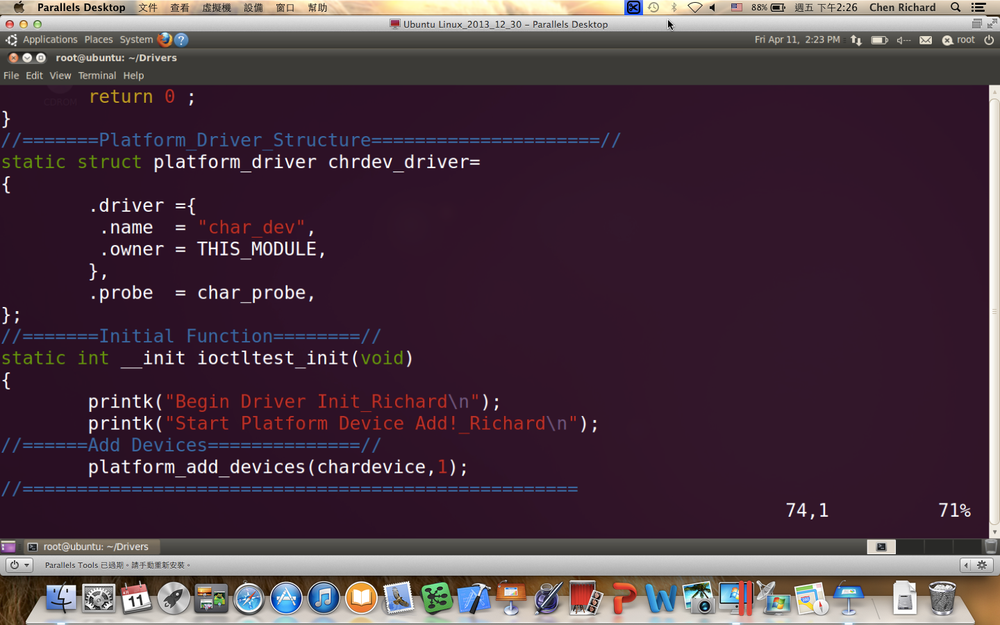 Parallels Desktop 文件 查看 虛擬機 設備 窗口 幫助 88% 週五 下午2:26 Chen Richard
Ubuntu Linux_2013_12_30 – Parallels Desktop
Applications Places System ? Fri Apr 11, 2:23 PM root
root@ubuntu: ~/Drivers
File Edit View Terminal Help
CDROM
return 0 ;
}
//=======Platform_Driver_Structure=====================//
static struct platform_driver chrdev_driver=
{
.driver ={
.name  = "char_dev",
.owner = THIS_MODULE,
},
.probe  = char_probe,
};
//=======Initial Function========//
static int __init ioctltest_init(void)
{
printk("Begin Driver Init_Richard\n");
printk("Start Platform Device Add!_Richard\n");
//======Add Devices==============//
platform_add_devices(chardevice,1);
//===================================================
74,1 71%
root@ubuntu: ~/Drivers
Parallels Tools 已過期。請手動重新安裝。
4月
11